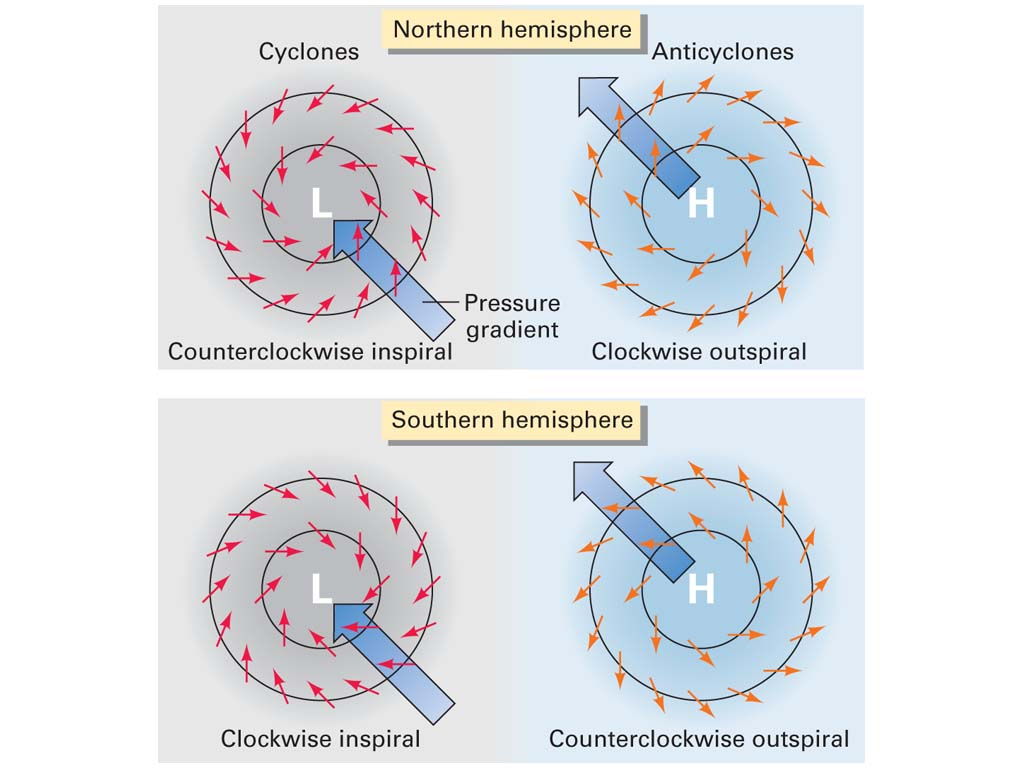 Northern hemisphere
Cyclones
Anticyclones
L
H
Pressure
gradient
Counterclockwise inspiral
Clockwise outspiral
Southern hemisphere
L
H
Clockwise inspiral
Counterclockwise outspiral